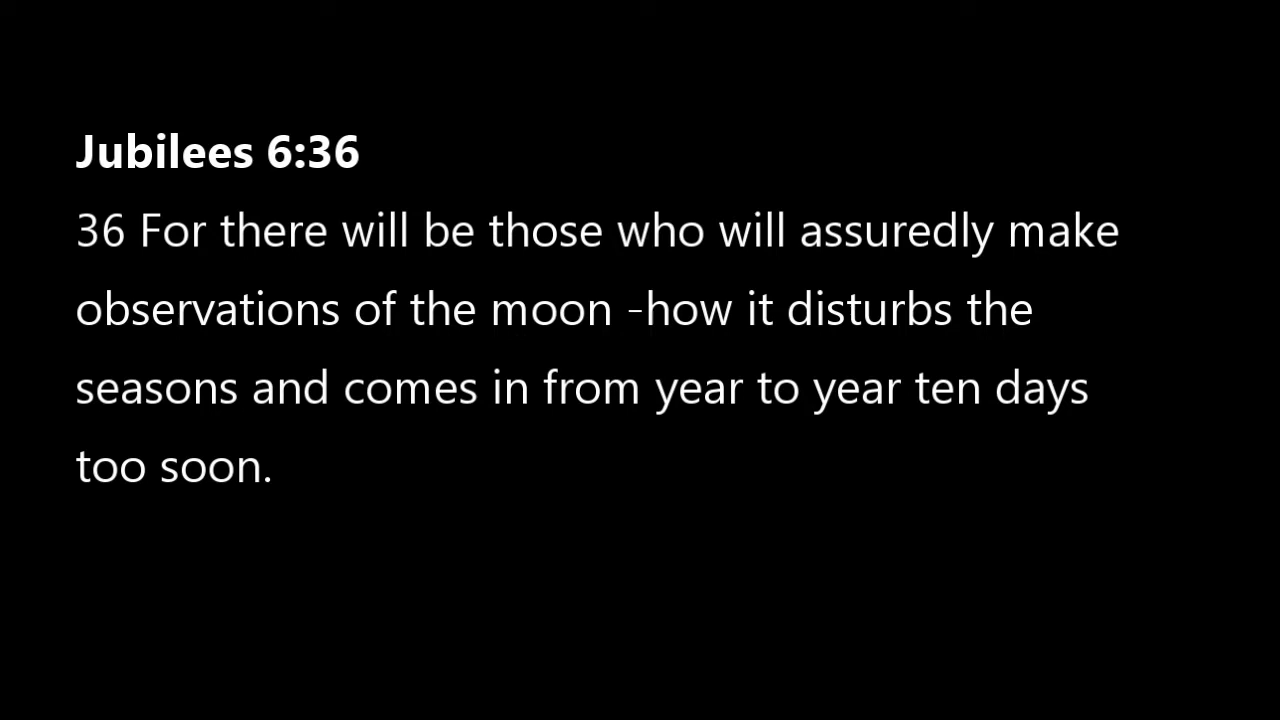 Jubilees 6:36
36 For there will be those who will assuredly make
observations of the moon -how it disturbs the
seasons and comes in from year to year ten days
too soon.